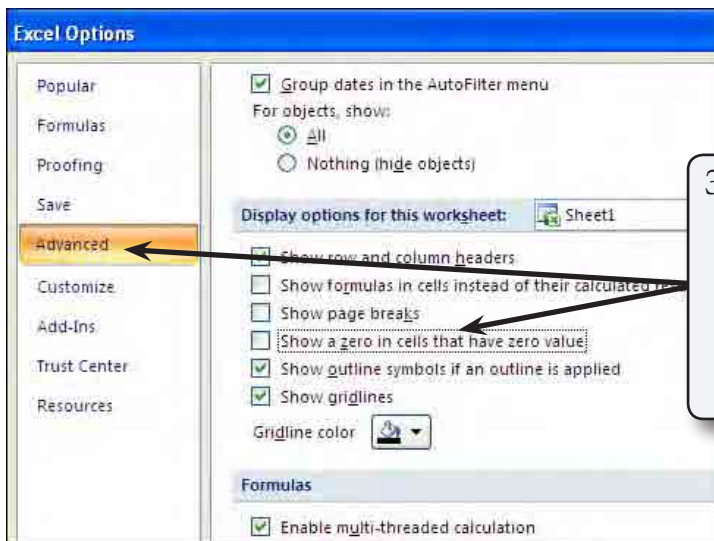 Excel Options
Popular
Formulas
Proofing
Save
Advanced
Customize
Add-Ins
Trust Center
Resources
Group dates in the AutoFilter menu
For objects, show:
All
Nothing (hide objects)
Display options for this worksheet: Sheet1
Show row and column headers
Show formulas in cells instead of their calculated
Show page breaks
Show a zero in cells that have zero value
Show outline symbols if an outline is applied
Show gridlines
Gridline color
Formulas
Enable multi-threaded calculation
3